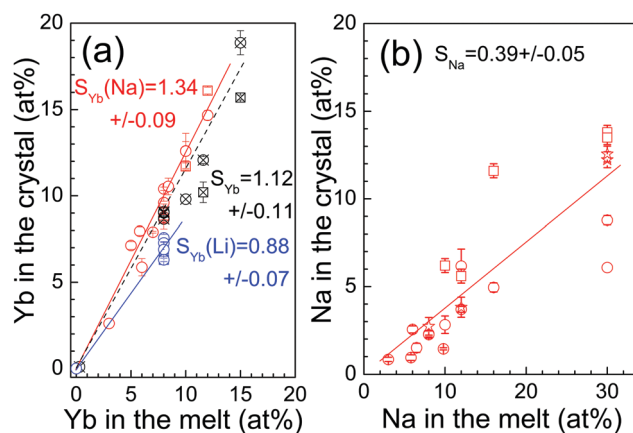 (a)
S_Yb(Na)=1.34
+/-0.09
S_Yb=1.12
+/-0.11
S_Yb(Li)=0.88
+/-0.07
20
15
10
5
0
0 5 10 15 20
Yb in the crystal (at%)
Yb in the melt (at%)
(b)
S_Na=0.39+/-0.05
20
15
10
5
0
0 10 20 30
Na in the crystal (at%)
Na in the melt (at%)